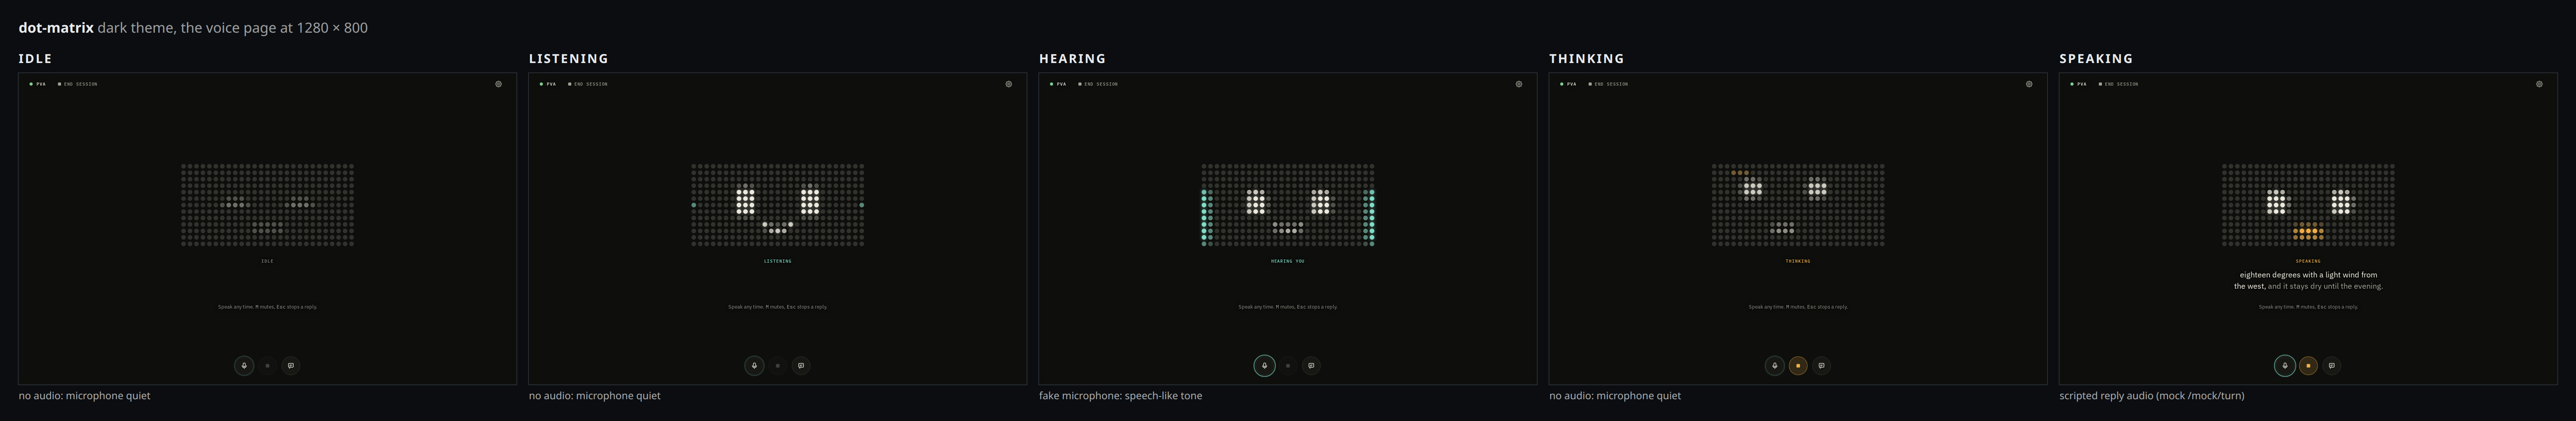 dot-matrix dark theme, the voice page at 1280 × 800
IDLE
PVA END SESSION
IDLE
Speak any time. M mutes, Esc stops a reply.
no audio: microphone quiet
LISTENING
PVA END SESSION
LISTENING
Speak any time. M mutes, Esc stops a reply.
no audio: microphone quiet
HEARING
PVA END SESSION
HEARING YOU
Speak any time. M mutes, Esc stops a reply.
fake microphone: speech-like tone
THINKING
PVA END SESSION
THINKING
Speak any time. M mutes, Esc stops a reply.
no audio: microphone quiet
SPEAKING
PVA END SESSION
SPEAKING
eighteen degrees with a light wind from
the west, and it stays dry until the evening.
Speak any time. M mutes, Esc stops a reply.
scripted reply audio (mock /mock/turn)